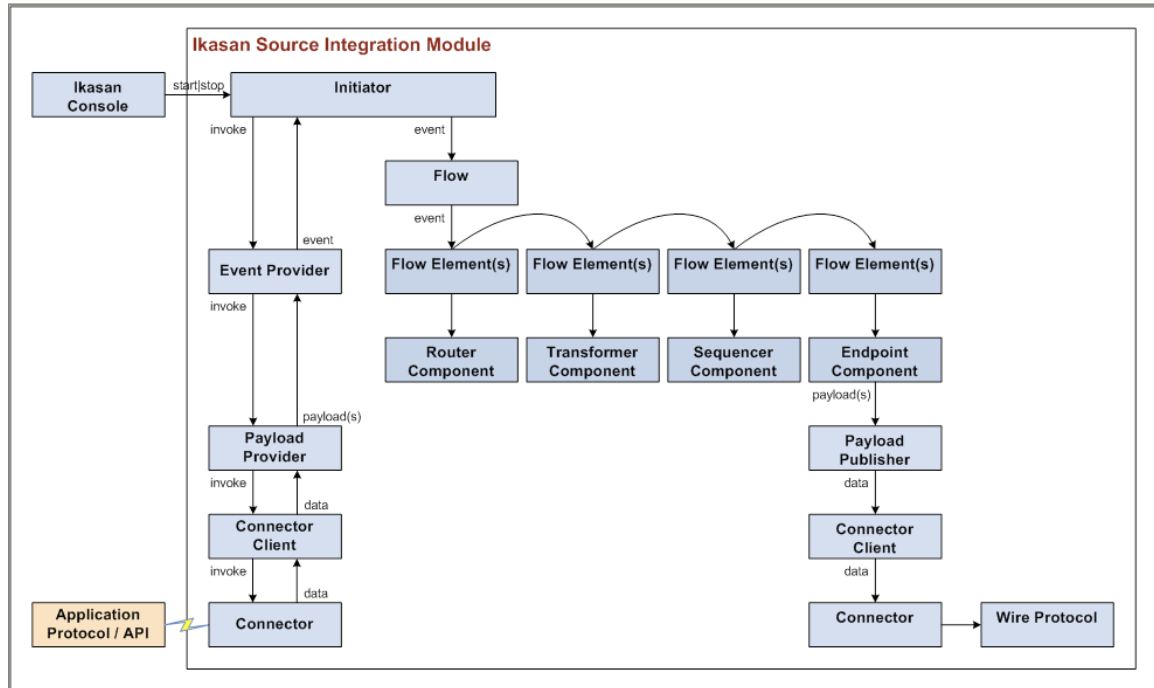 Ikasan Source Integration Module
Ikasan
Console
start|stop
Initiator
invoke
event
Flow
event
event
Event Provider
Flow Element(s)
Flow Element(s)
Flow Element(s)
Flow Element(s)
invoke
Router
Component
Transformer
Component
Sequencer
Component
Endpoint
Component
payload(s)
payload(s)
Payload
Provider
Payload
Publisher
invoke
data
data
Connector
Client
Connector
Client
invoke
data
data
Application
Protocol / API
Connector
Connector
Wire Protocol